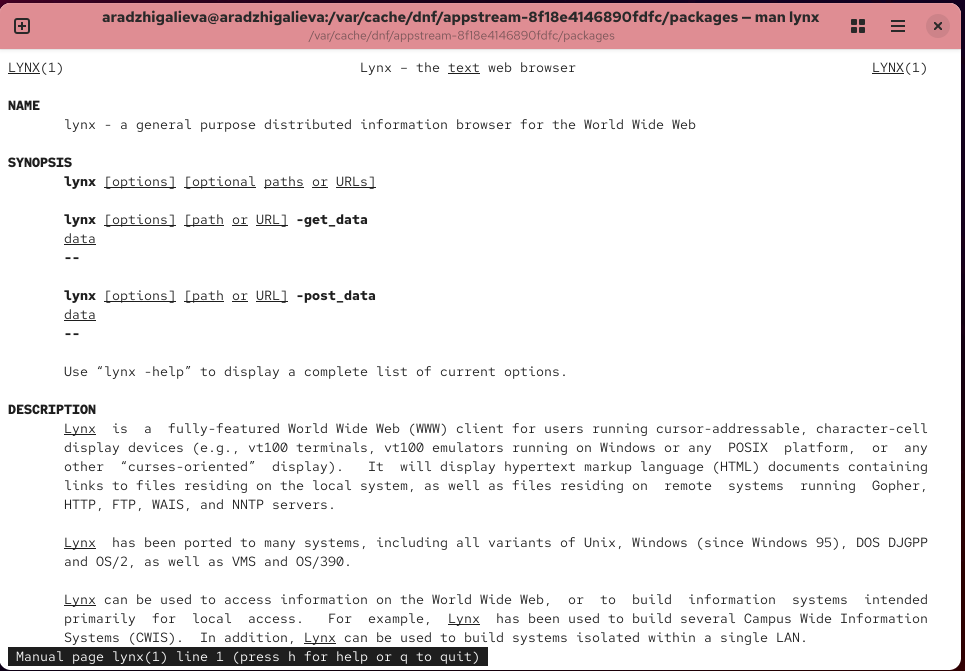 aradzhigalieva@aradzhigalieva:/var/cache/dnf/appstream-8f18e4146890fdfc/packages — man lynx
/var/cache/dnf/appstream-8f18e4146890fdfc/packages
LYNX(1) Lynx – the text web browser LYNX(1)
NAME
lynx - a general purpose distributed information browser for the World Wide Web
SYNOPSIS
lynx [options] [optional paths or URLs]
lynx [options] [path or URL] -get_data
data
--
lynx [options] [path or URL] -post_data
data
--
Use “lynx -help” to display a complete list of current options.
DESCRIPTION
Lynx is a fully-featured World Wide Web (WWW) client for users running cursor-addressable, character-cell
display devices (e.g., vt100 terminals, vt100 emulators running on Windows or any POSIX platform, or any
other “curses-oriented” display). It will display hypertext markup language (HTML) documents containing
links to files residing on the local system, as well as files residing on remote systems running Gopher,
HTTP, FTP, WAIS, and NNTP servers.
Lynx has been ported to many systems, including all variants of Unix, Windows (since Windows 95), DOS DJGPP
and OS/2, as well as VMS and OS/390.
Lynx can be used to access information on the World Wide Web, or to build information systems intended
primarily for local access. For example, Lynx has been used to build several Campus Wide Information
Systems (CWIS). In addition, Lynx can be used to build systems isolated within a single LAN.
Manual page lynx(1) line 1 (press h for help or q to quit)